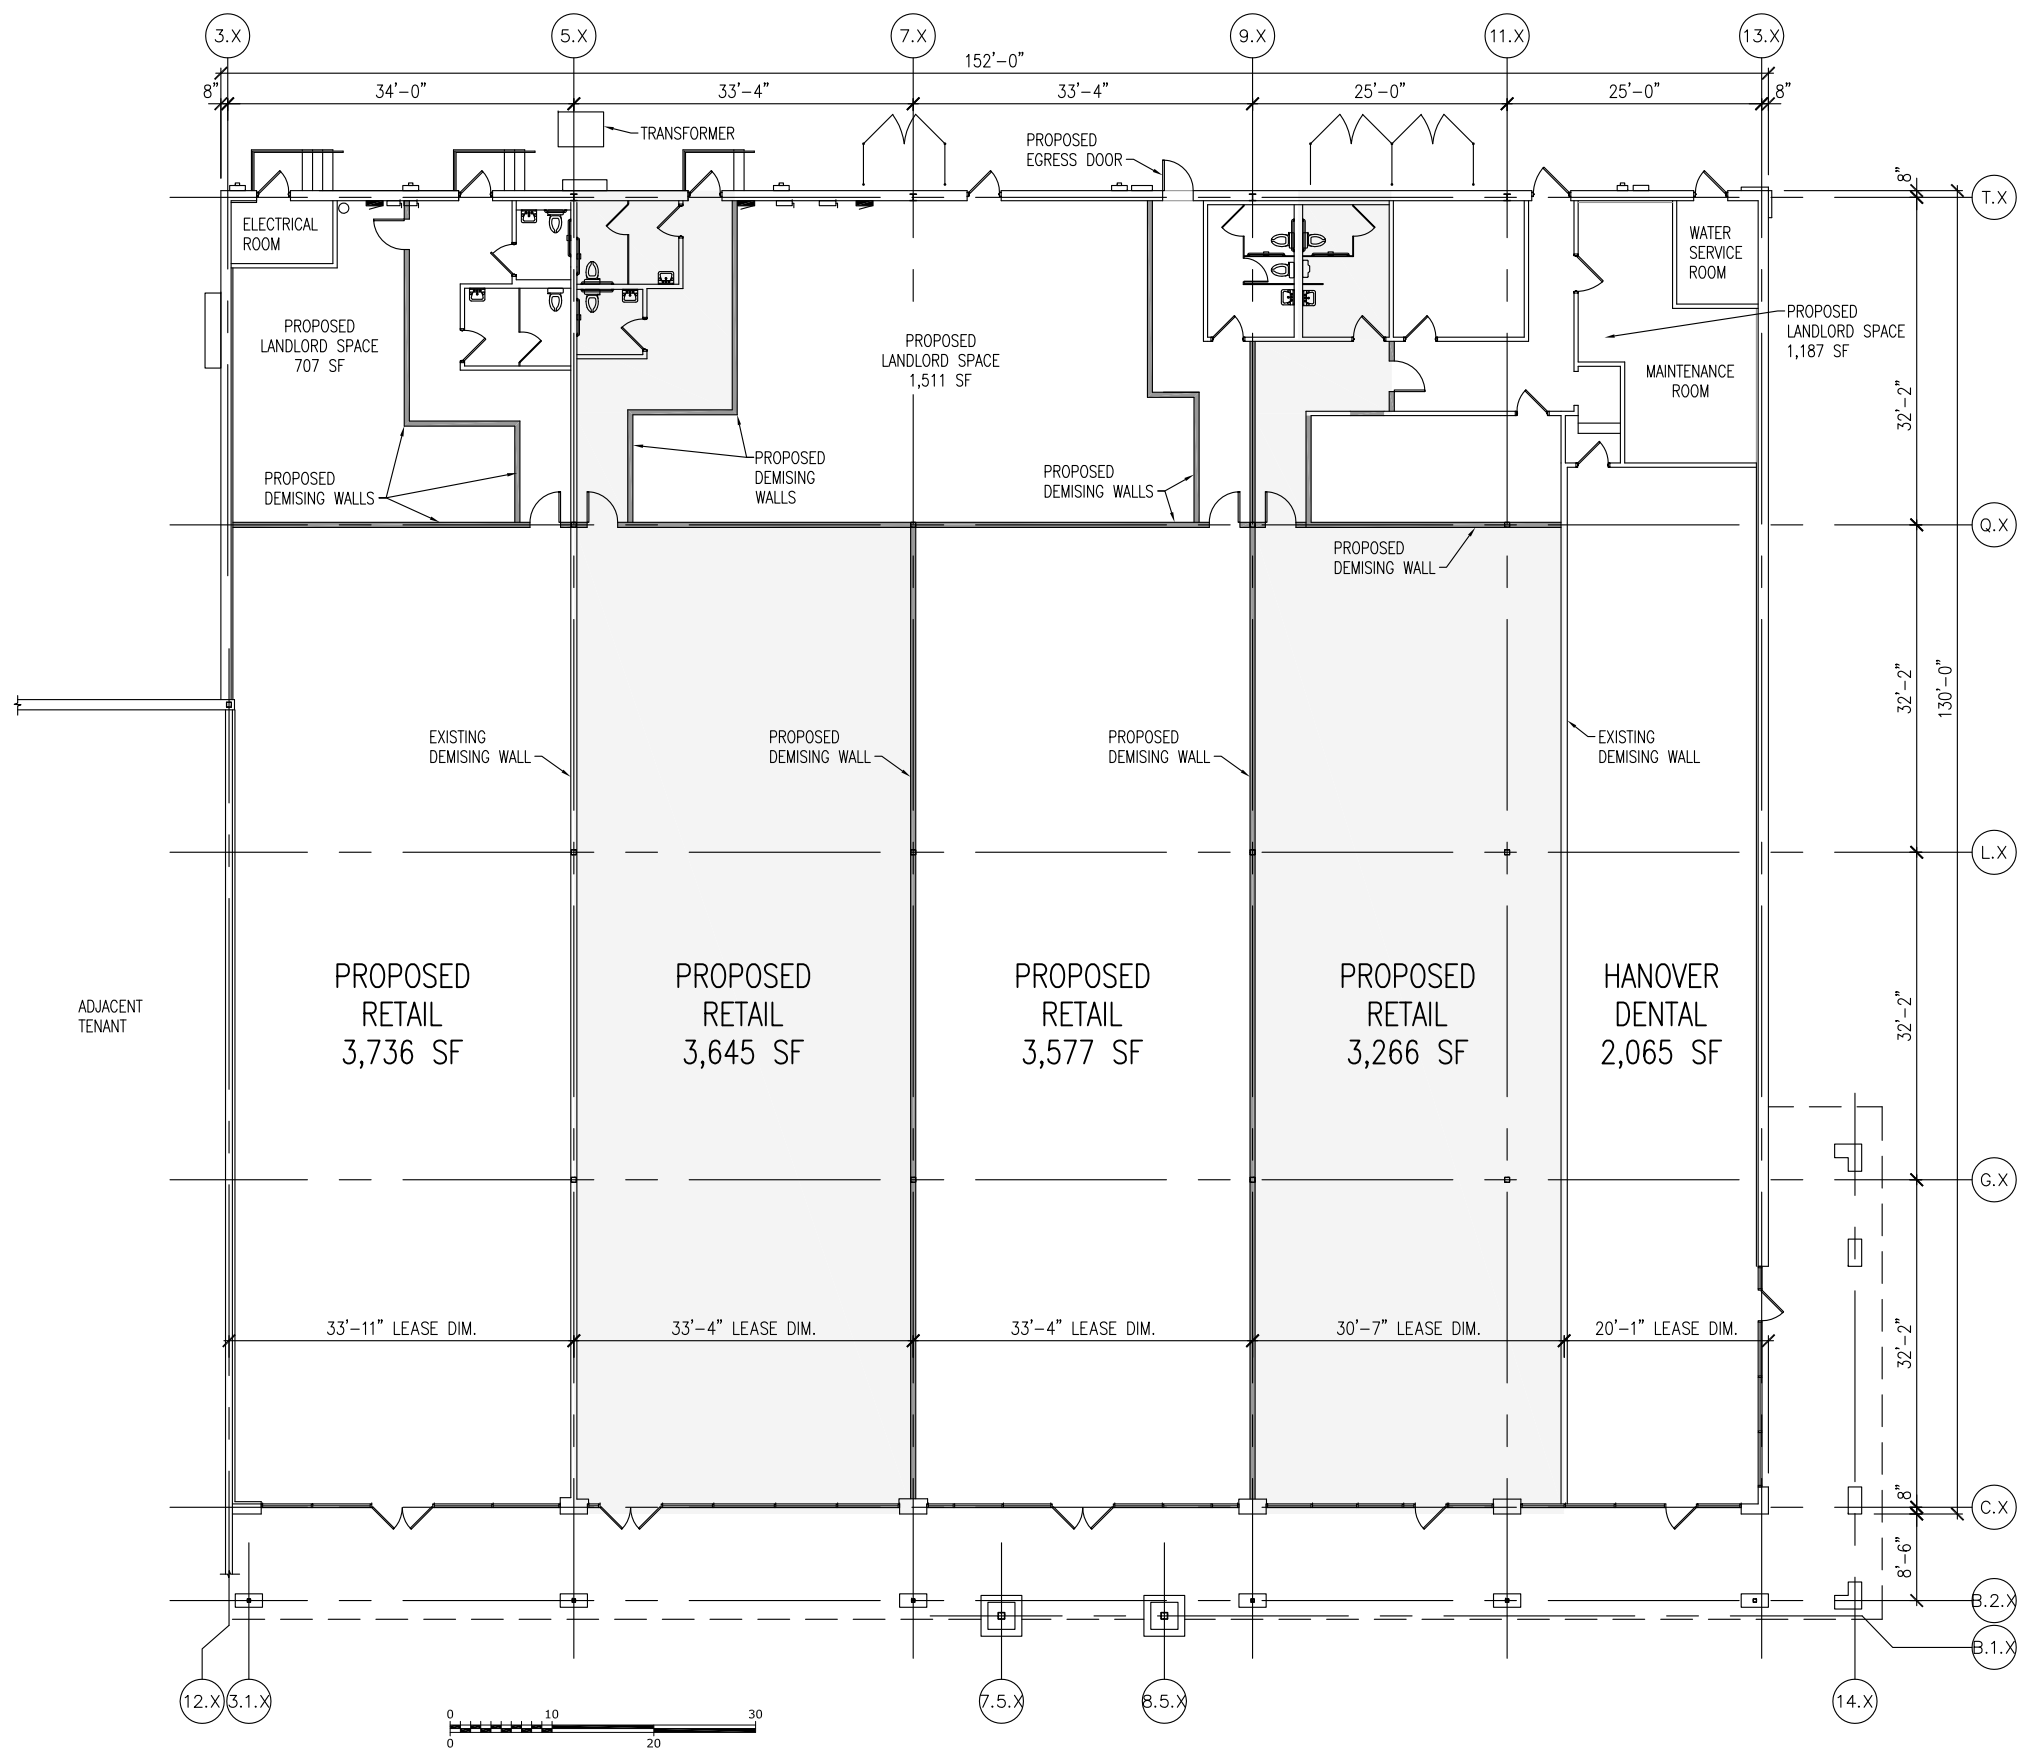 3.X 5.X 7.X 9.X 11.X 13.X
152'-0"
8" 34'-0" 33'-4" 33'-4" 25'-0" 25'-0" 8"
TRANSFORMER
PROPOSED
EGRESS DOOR
8"
T.X
ELECTRICAL
ROOM
WATER
SERVICE
ROOM
PROPOSED
LANDLORD SPACE
707 SF
PROPOSED
LANDLORD SPACE
1,511 SF
PROPOSED
LANDLORD SPACE
1,187 SF
MAINTENANCE
ROOM
32'-2"
PROPOSED
DEMISING WALLS
PROPOSED
DEMISING
WALLS
PROPOSED
DEMISING WALLS
Q.X
PROPOSED
DEMISING WALL
32'-2"
130'-0"
EXISTING
DEMISING WALL
PROPOSED
DEMISING WALL
PROPOSED
DEMISING WALL
EXISTING
DEMISING WALL
L.X
ADJACENT
TENANT
PROPOSED
RETAIL
3,736 SF
PROPOSED
RETAIL
3,645 SF
PROPOSED
RETAIL
3,577 SF
PROPOSED
RETAIL
3,266 SF
HANOVER
DENTAL
2,065 SF
32'-2"
G.X
33'-11" LEASE DIM. 33'-4" LEASE DIM. 33'-4" LEASE DIM. 30'-7" LEASE DIM. 20'-1" LEASE DIM.
32'-2"
8"
C.X
8'-6"
B.2.X
B.1.X
12.X 3.1.X 7.5.X 8.5.X 14.X
0 10 30
0 20